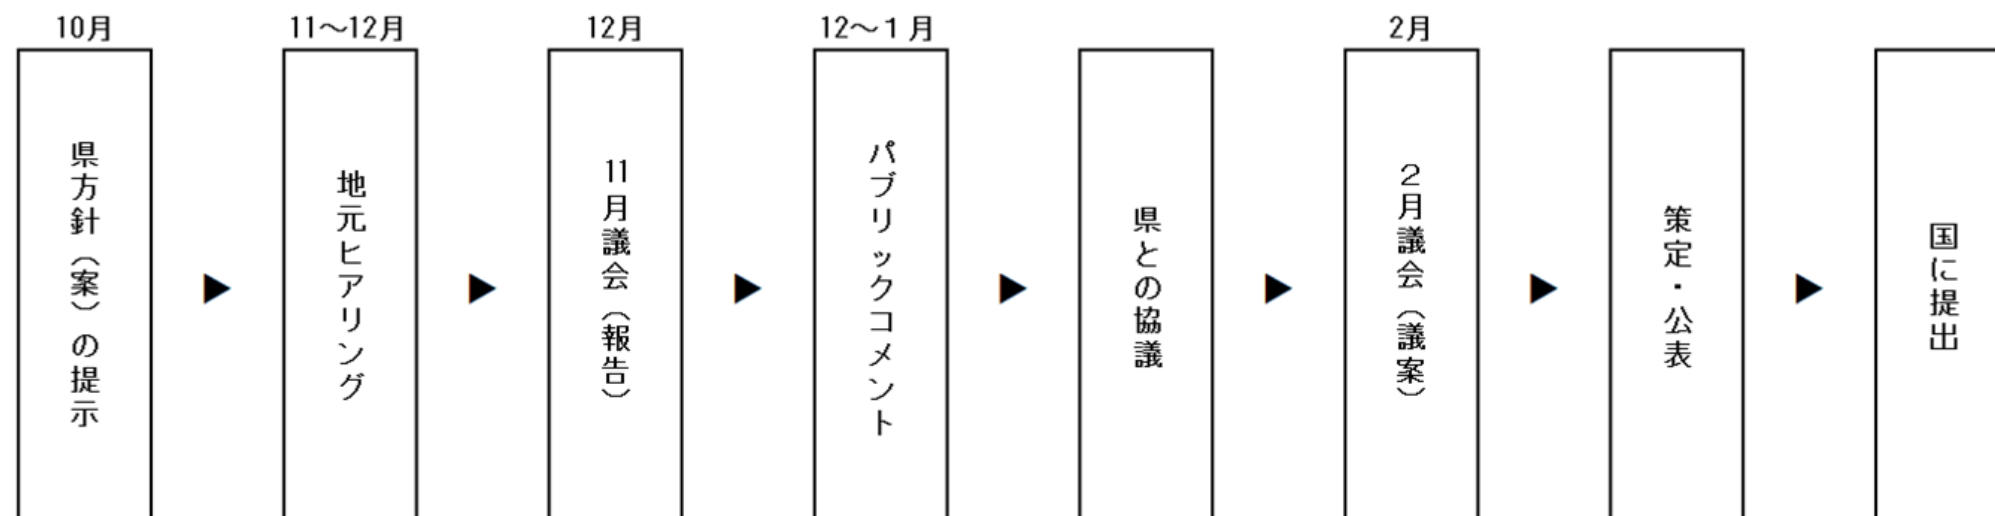 10月
県方針（案）の提示
11～12月
地元ヒアリング
12月
11月議会（報告）
12～１月
パブリックコメント
県との協議
2月
２月議会（議案）
策定・公表
国に提出